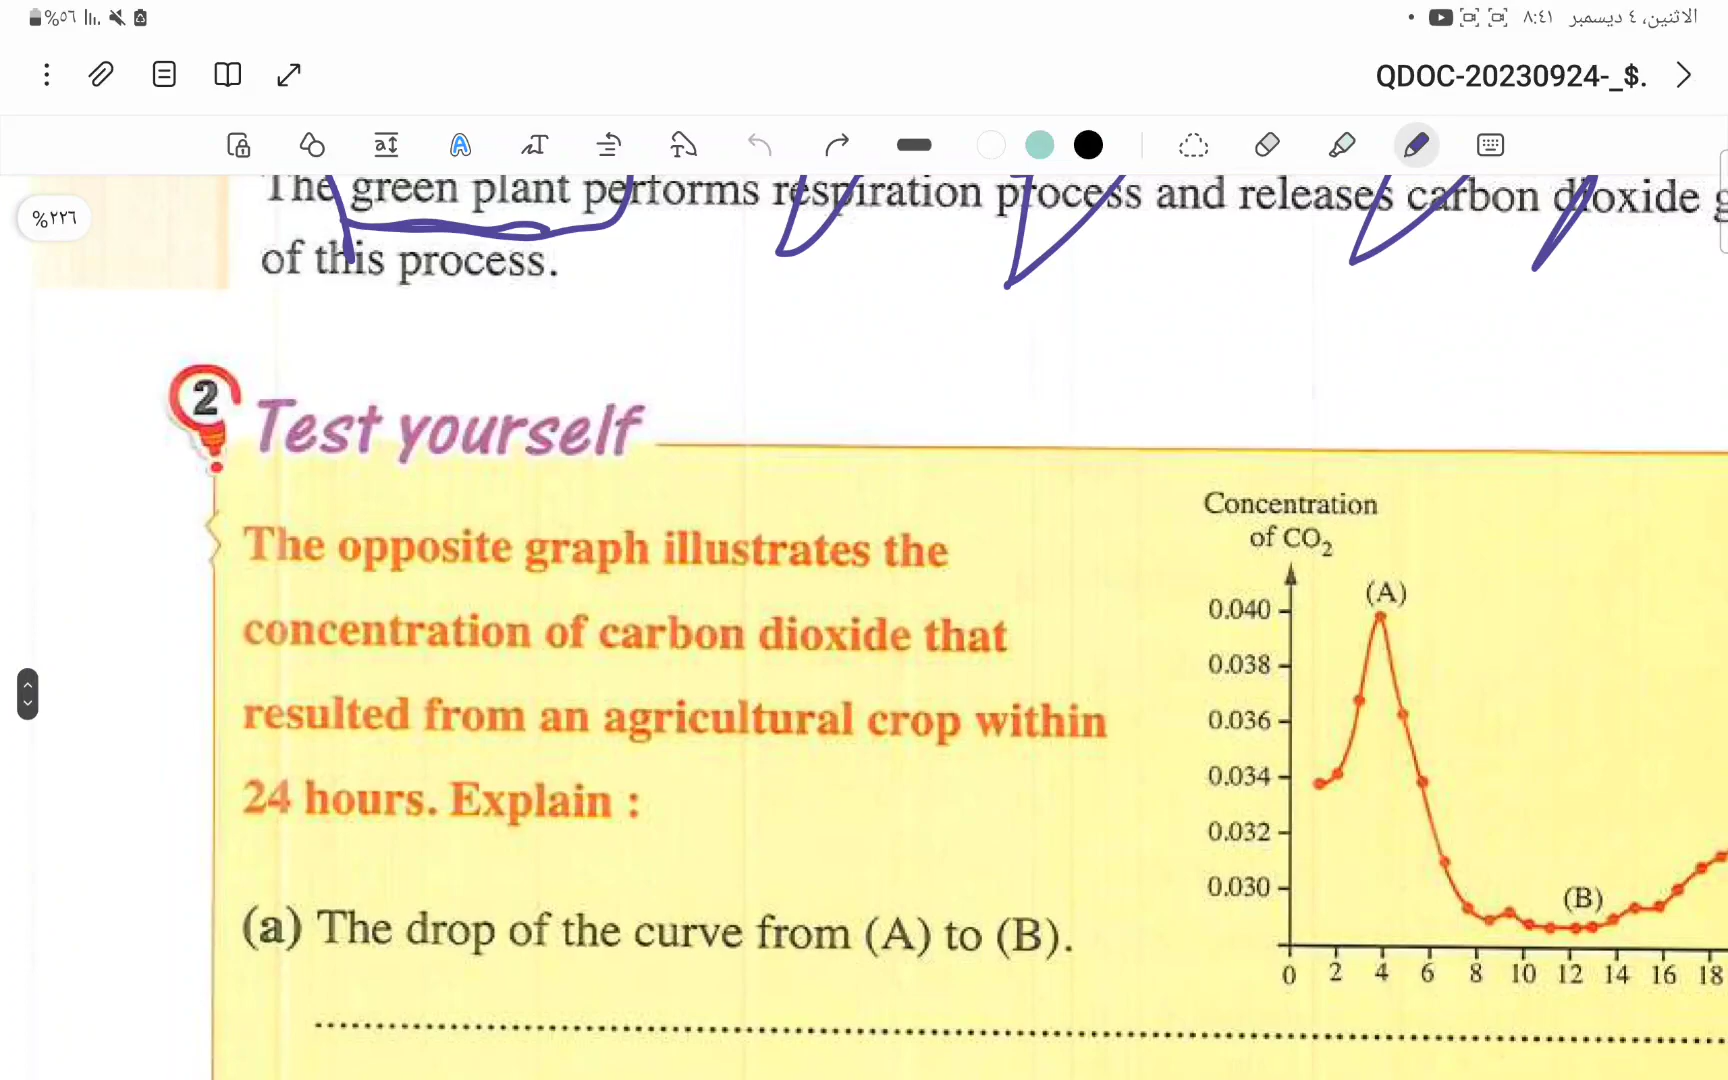 %٥٦
الاثنين، ٤ ديسمبر ٨:٤١
QDOC-20230924-_$.
%٢٢٦
The green plant performs respiration process and releases carbon dioxide g
of this process.
2
Test yourself
The opposite graph illustrates the
concentration of carbon dioxide that
resulted from an agricultural crop within
24 hours. Explain :
(a) The drop of the curve from (A) to (B).
Concentration
of CO₂
(A)
0.040
0.038
0.036
0.034
0.032
0.030
(B)
0 2 4 6 8 10 12 14 16 18